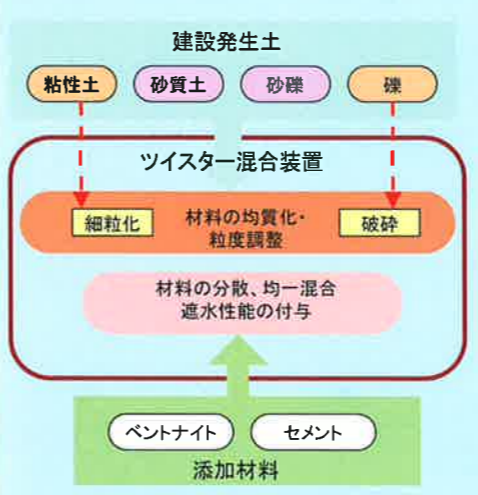 建設発生土
粘性土 砂質土 砂礫 礫
ツイスター混合装置
細粒化
材料の均質化・
粒度調整
破砕
材料の分散、均一混合
遮水性能の付与
ベントナイト セメント
添加材料